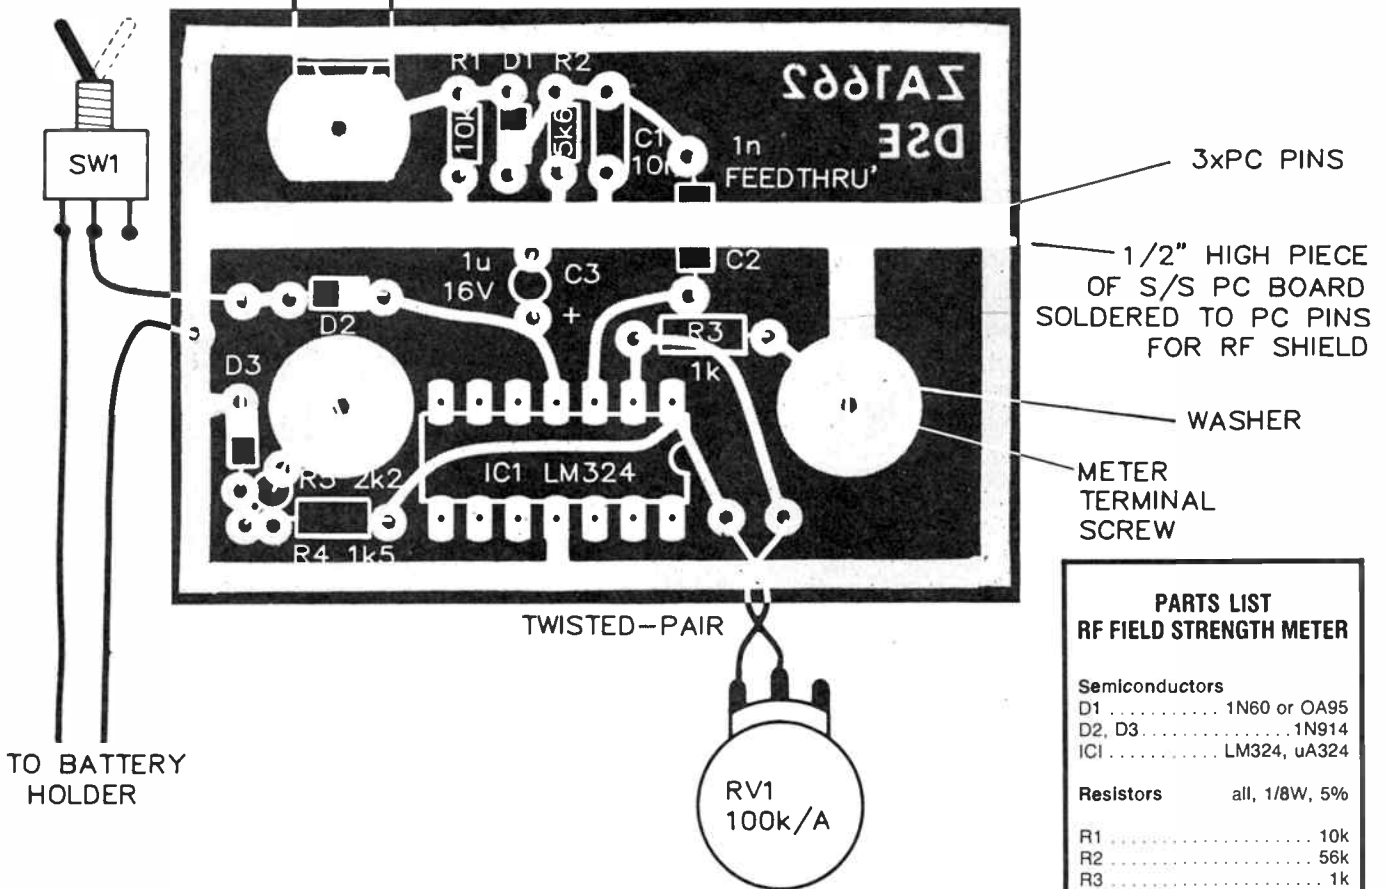 SW1
R1 D1 R2
10k
5k6
C1
10n
ZA1662
DSE
1n
FEEDTHRU'
3xPC PINS
1/2" HIGH PIECE
OF S/S PC BOARD
SOLDERED TO PC PINS
FOR RF SHIELD
1u
16V
C3
+
C2
D2
R3
1k
D3
WASHER
METER
TERMINAL
SCREW
R5 2k2
IC1 LM324
R4 1k5
TWISTED-PAIR
TO BATTERY
HOLDER
RV1
100k/A
PARTS LIST
RF FIELD STRENGTH METER
Semiconductors
D1 . . . . . . . . . . . 1N60 or OA95
D2, D3 . . . . . . . . . . . . . . 1N914
ICI . . . . . . . . . . LM324, uA324
Resistors all, 1/8W, 5%
R1 . . . . . . . . . . . . . . . . . . . . 10k
R2 . . . . . . . . . . . . . . . . . . . . 56k
R3 . . . . . . . . . . . . . . . . . . . . . 1k